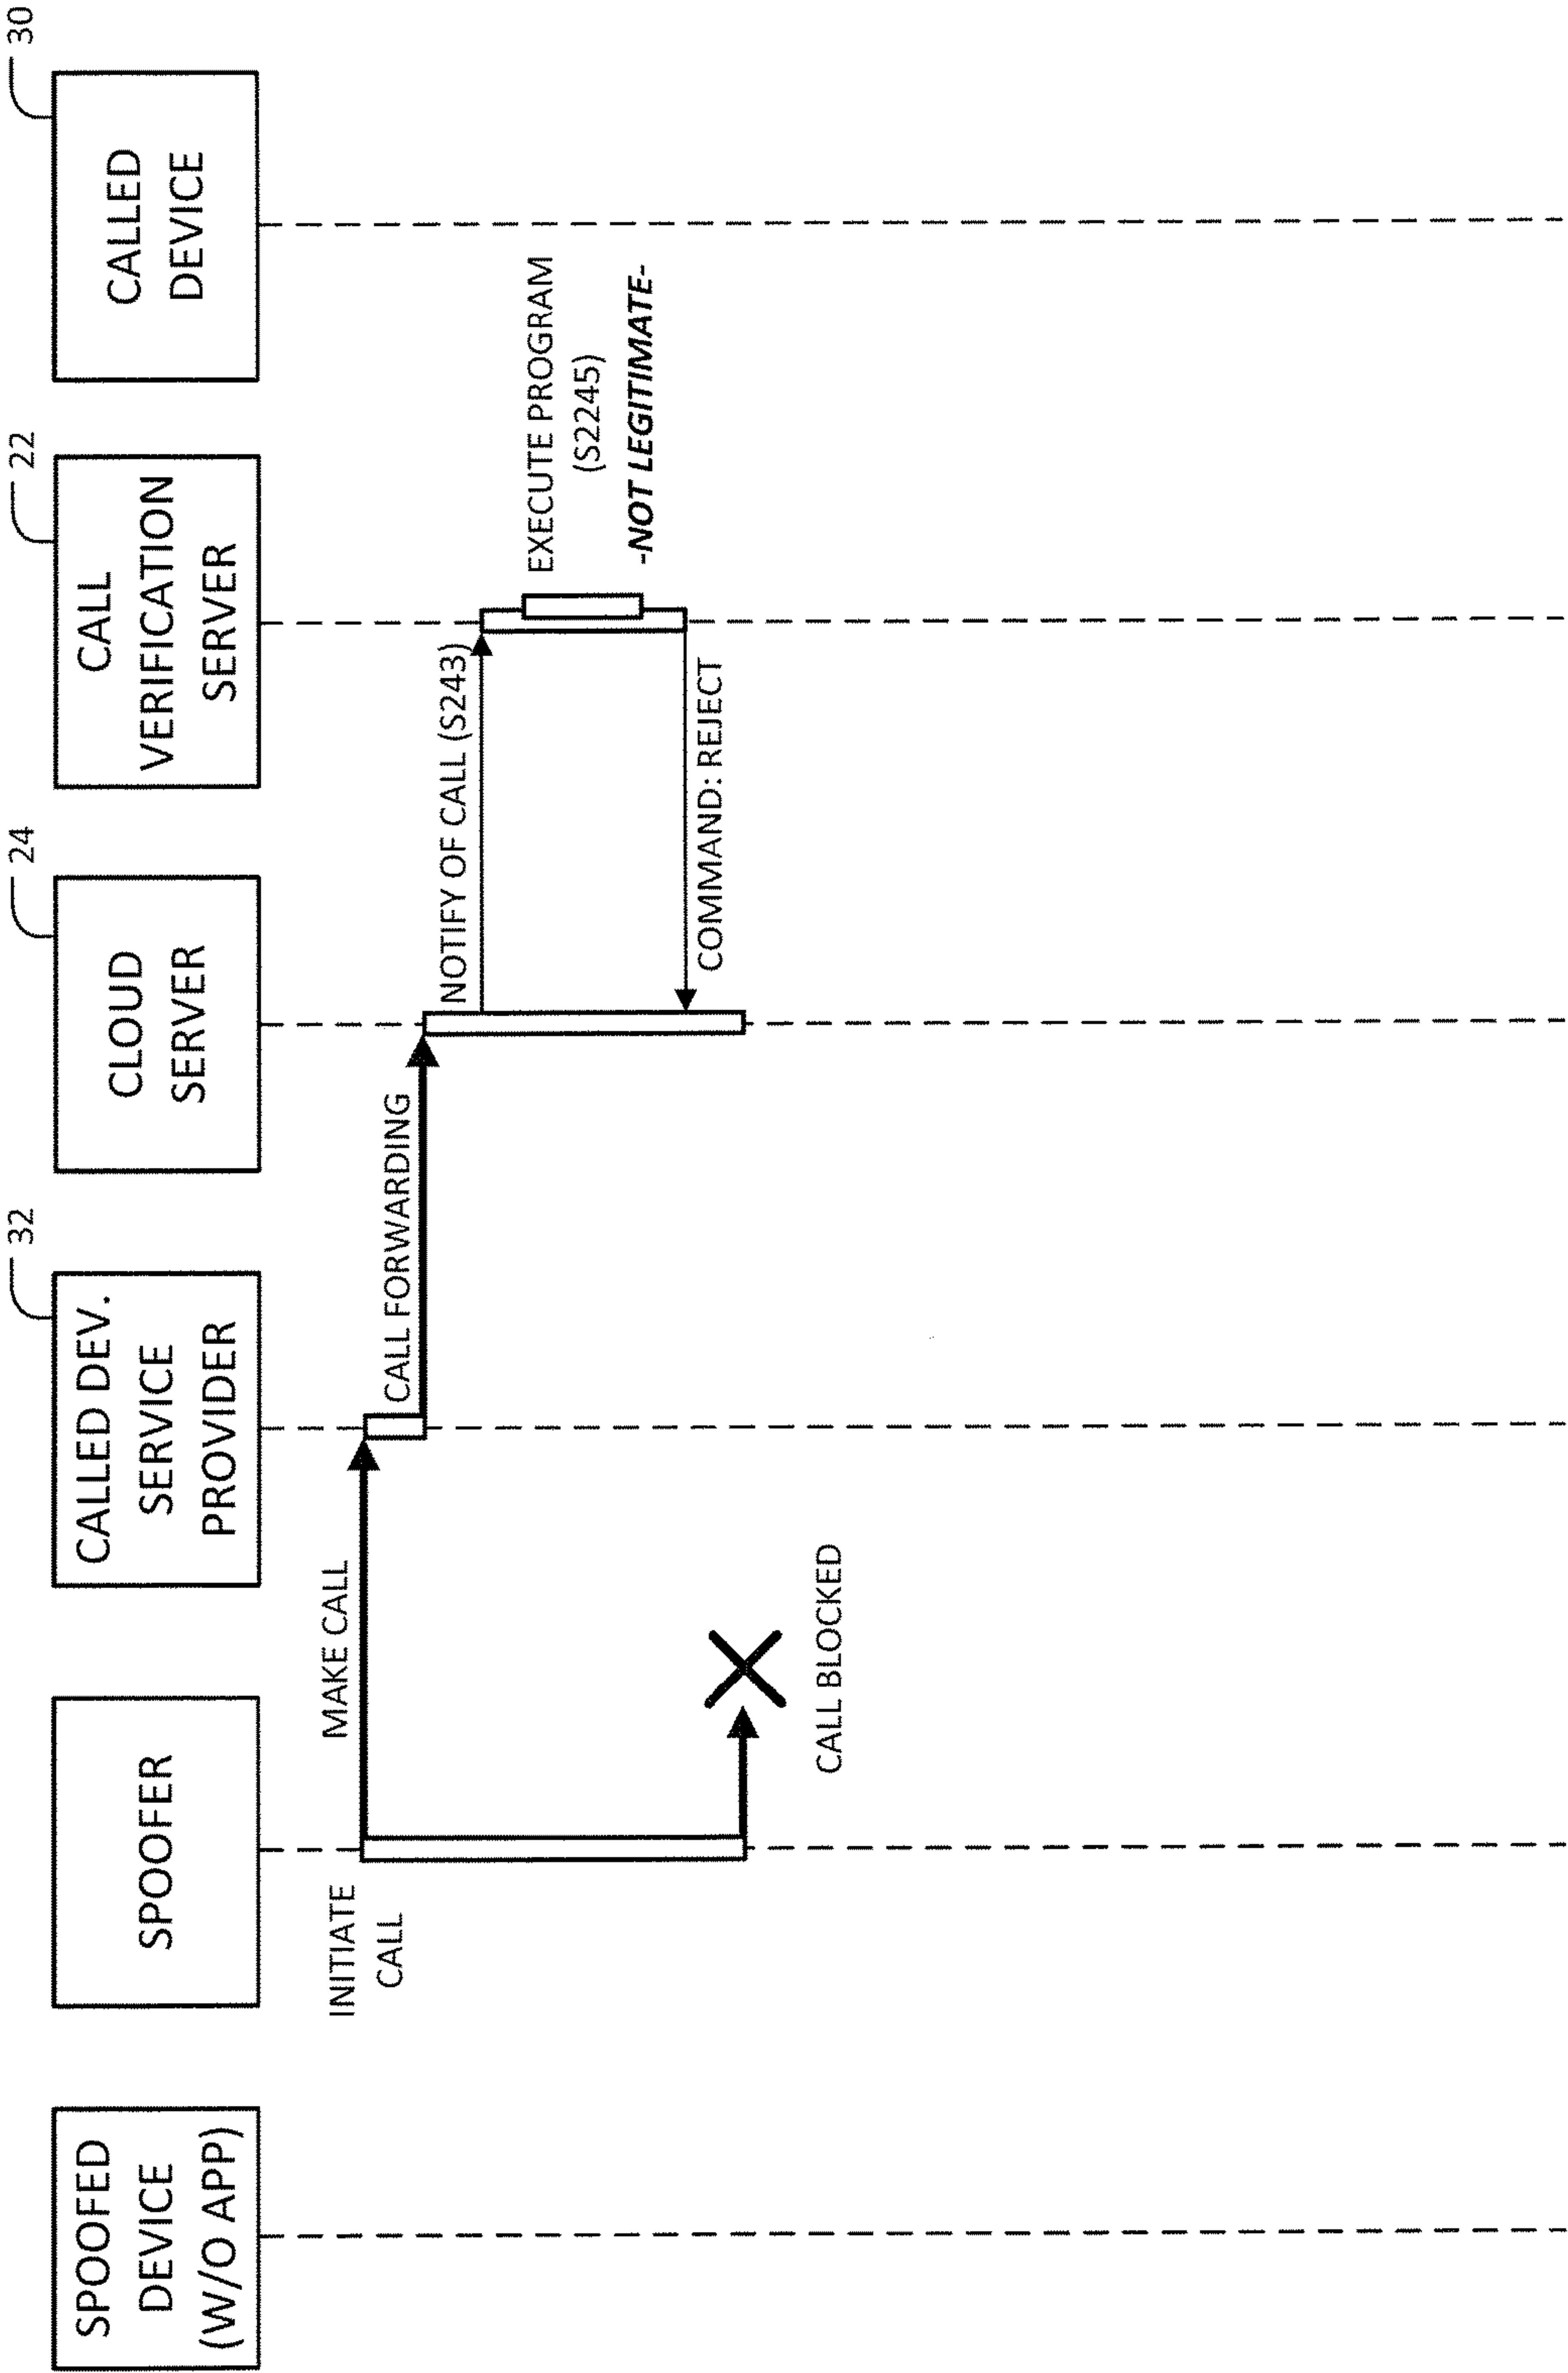 SPOOFED
DEVICE
(W/O APP)
SPOOFER
CALLED DEV.
SERVICE
PROVIDER
32
CLOUD
SERVER
24
CALL
VERIFICATION
SERVER
22
CALLED
DEVICE
30
INITIATE
CALL
MAKE CALL
CALL FORWARDING
NOTIFY OF CALL (S243)
EXECUTE PROGRAM
(S2245)
-NOT LEGITIMATE-
COMMAND: REJECT
CALL BLOCKED